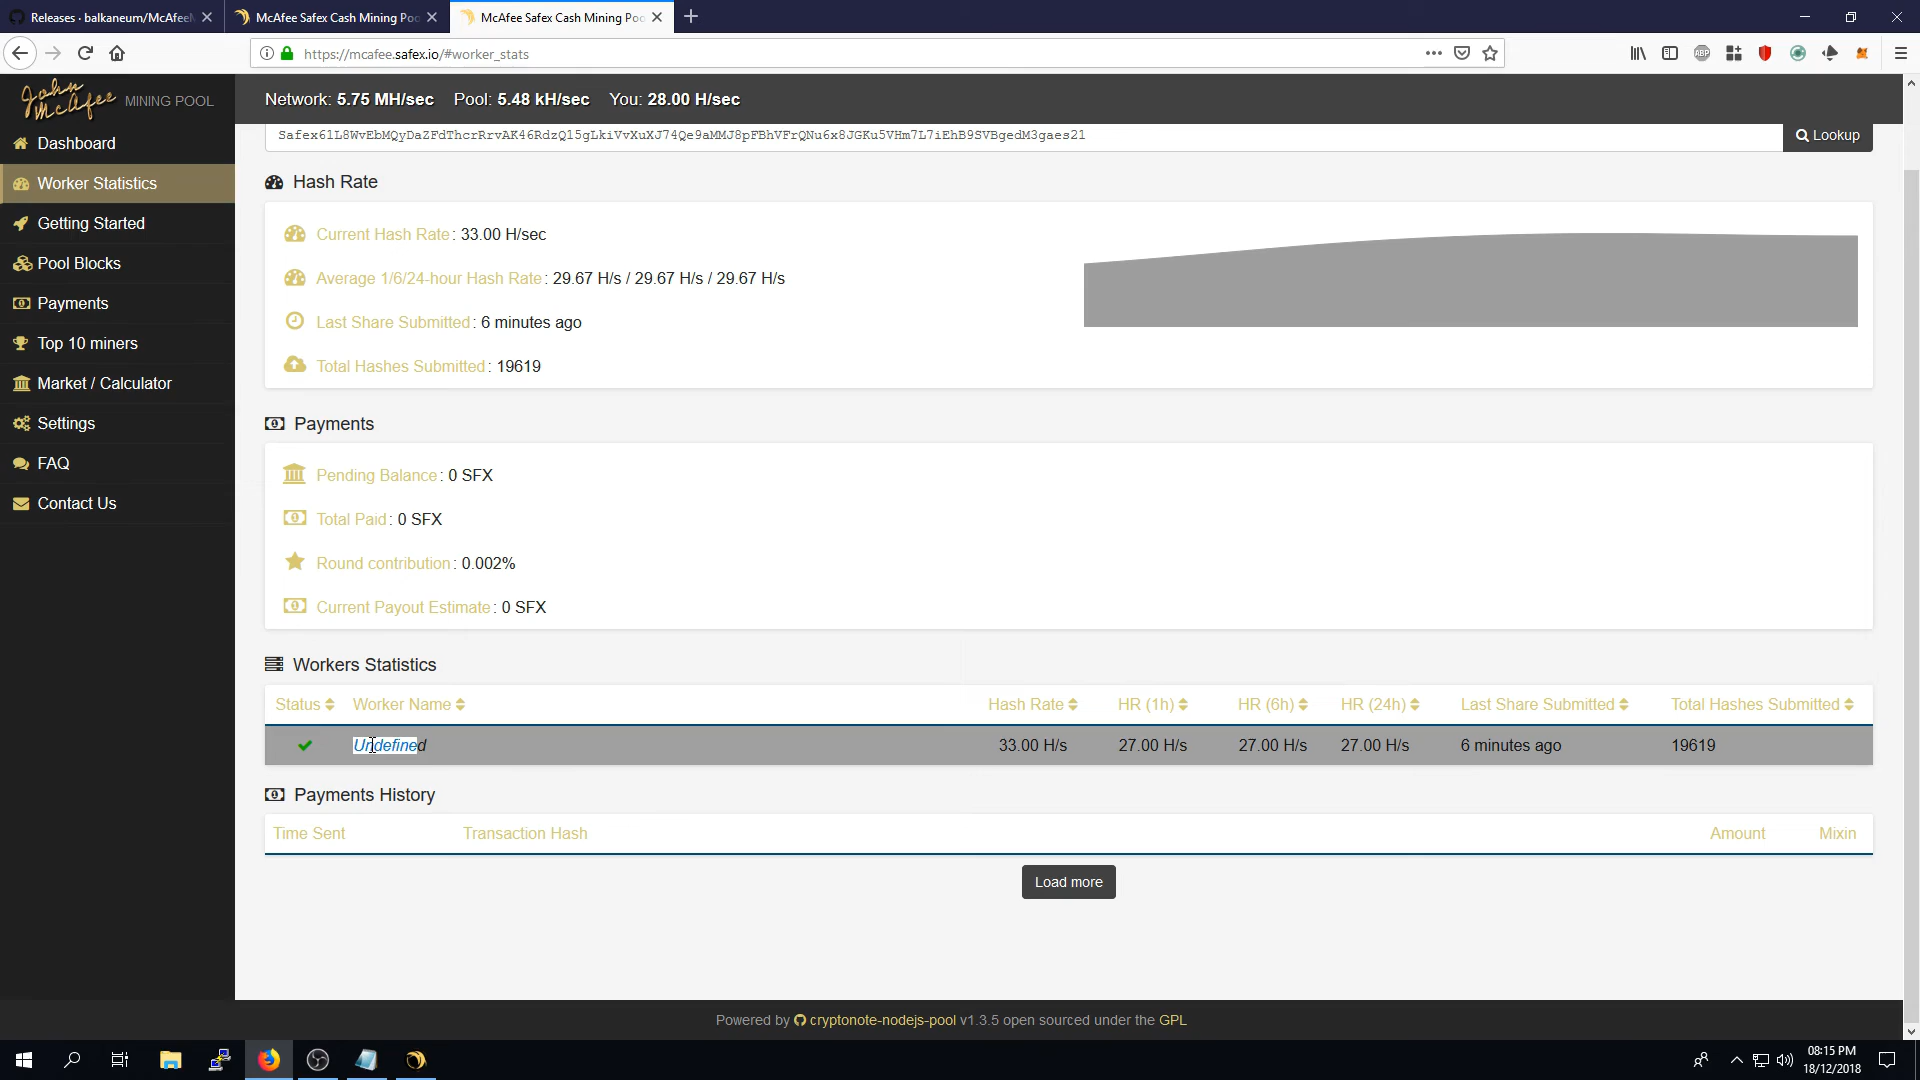 Releases · balkaneum/McAfeeM
McAfee Safex Cash Mining Poo
McAfee Safex Cash Mining Poo
https://mcafee.safex.io/#worker_stats
ABP
John McAfee MINING POOL
Network: 5.75 MH/sec Pool: 5.48 kH/sec You: 28.00 H/sec
Dashboard
Worker Statistics
Getting Started
Pool Blocks
Payments
Top 10 miners
Market / Calculator
Settings
FAQ
Contact Us
Safex61L8WvEbMQyDaZFdThcrRrvAK46RdzQ15gLkiVvXuXJ74Qe9aMMJ8pFBhVFrQNu6x8JGKu5VHm7L7iEhB9SVBgedM3gaes21
Lookup
Hash Rate
Current Hash Rate: 33.00 H/sec
Average 1/6/24-hour Hash Rate: 29.67 H/s / 29.67 H/s / 29.67 H/s
Last Share Submitted: 6 minutes ago
Total Hashes Submitted: 19619
Payments
Pending Balance: 0 SFX
Total Paid: 0 SFX
Round contribution: 0.002%
Current Payout Estimate: 0 SFX
Workers Statistics
Status Worker Name Hash Rate HR (1h) HR (6h) HR (24h) Last Share Submitted Total Hashes Submitted
Undefined 33.00 H/s 27.00 H/s 27.00 H/s 27.00 H/s 6 minutes ago 19619
Payments History
Time Sent Transaction Hash Amount Mixin
Load more
Powered by cryptonote-nodejs-pool v1.3.5 open sourced under the GPL
08:15 PM
18/12/2018